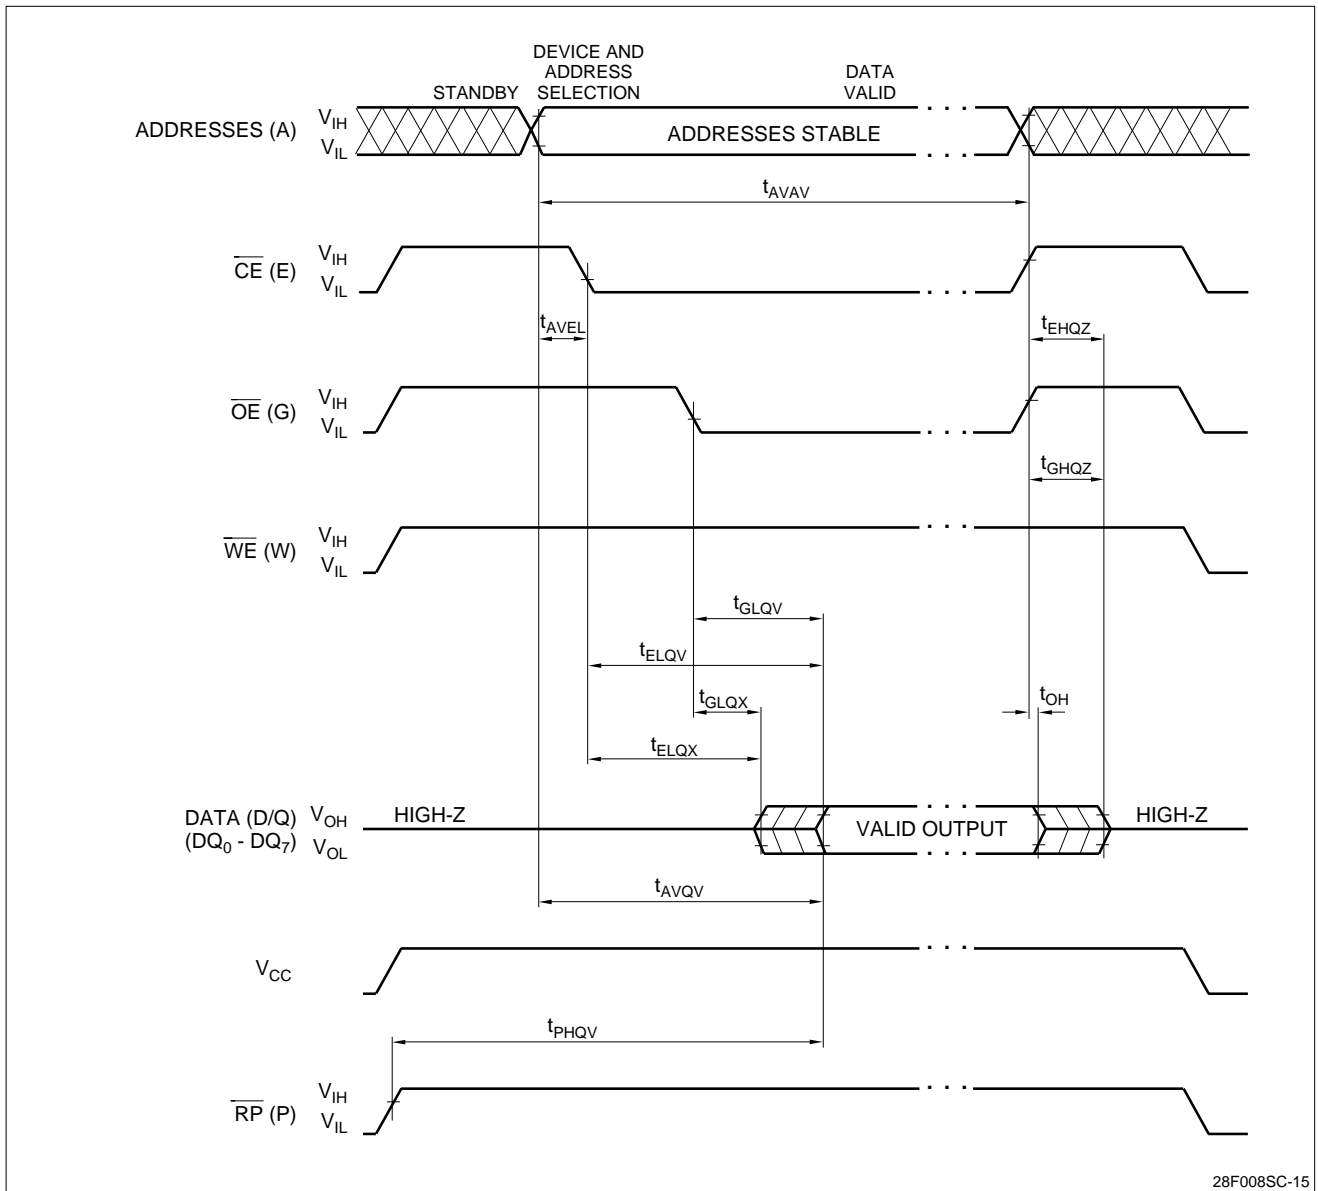 DEVICE AND
ADDRESS
SELECTION
STANDBY
DATA
VALID
ADDRESSES (A)
VIH
VIL
ADDRESSES STABLE
tAVAV
CE (E)
VIH
VIL
tAVEL
tEHQZ
OE (G)
VIH
VIL
tGHQZ
WE (W)
VIH
VIL
tGLQV
tELQV
tGLQX
tOH
tELQX
DATA (D/Q)
(DQ0 - DQ7)
VOH
VOL
HIGH-Z
VALID OUTPUT
HIGH-Z
tAVQV
VCC
tPHQV
RP (P)
VIH
VIL
28F008SC-15